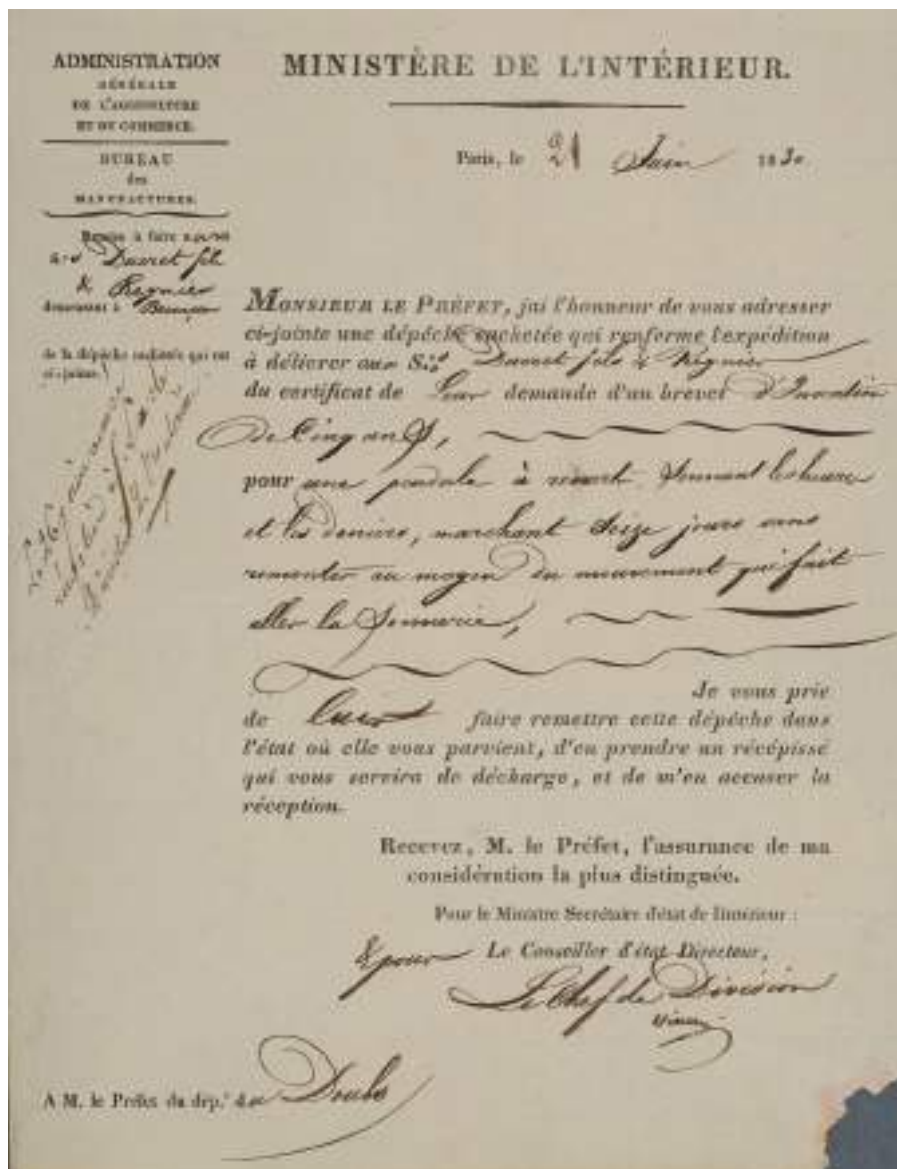 ADMINISTRATION
GÉNÉRALE
DE L'AGRICULTURE
ET DU COMMERCE.
BUREAU
des
MANUFACTURES.
Remise à faire aux
Srs Ducret fils
& Regnier
demeurant à Besançon
de la dépêche cachetée qui est
ci-jointe.
MINISTÈRE DE L'INTÉRIEUR.
Paris, le 21 Juin 1830
MONSIEUR LE PRÉFET, j'ai l'honneur de vous adresser
ci-jointe une dépêche cachetée qui renferme l'expédition
à délivrer aux Srs Ducret fils & Régnier
du certificat de leur demande d'un brevet d'Invention
de Cinq ans,
pour une pendule à ressort sonnant les heures
et les demies, marchant seize jours sans
remonter au moyen du mouvement qui fait
aller la sonnerie,
Je vous prie
de leur faire remettre cette dépêche dans
l'état où elle vous parvient, d'en prendre un récépissé
qui vous servira de décharge, et de m'en accuser la
réception.
Recevez, M. le Préfet, l'assurance de ma
considération la plus distinguée.
Pour le Ministre Secrétaire d'état de l'intérieur :
& pour Le Conseiller d'état Directeur,
Le Chef de Division
A M. le Préfet du dép.t du Doubs